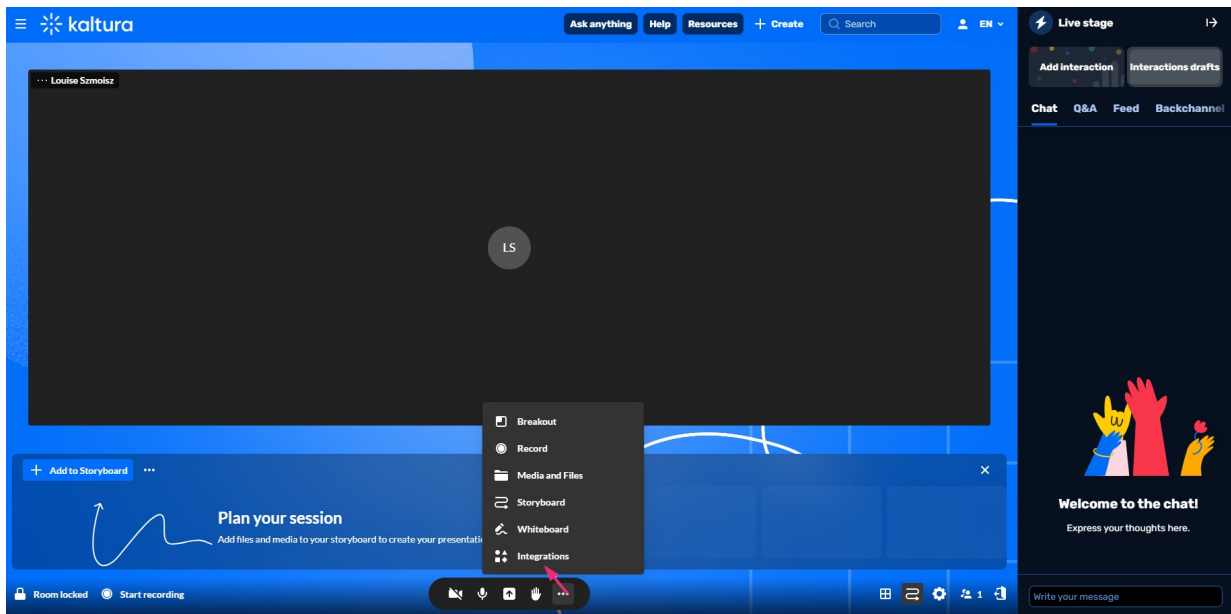 kaltura
Ask anything
Help
Resources
+ Create
Search
EN
Live stage
Add interaction
Interactions drafts
Chat
Q&A
Feed
Backchannel
··· Louise Szmoisz
LS
Breakout
Record
Media and Files
Storyboard
Whiteboard
Integrations
+ Add to Storyboard ···
Plan your session
Add files and media to your storyboard to create your presentati
Welcome to the chat!
Express your thoughts here.
Room locked
Start recording
1
Write your message